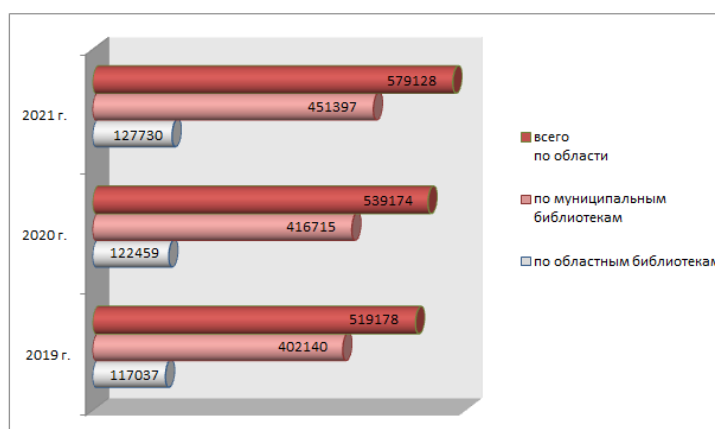 2021 г.
579128
451397
127730
2020 г.
539174
416715
122459
2019 г.
519178
402140
117037
всего
по области
по муниципальным
библиотекам
по областным библиотекам